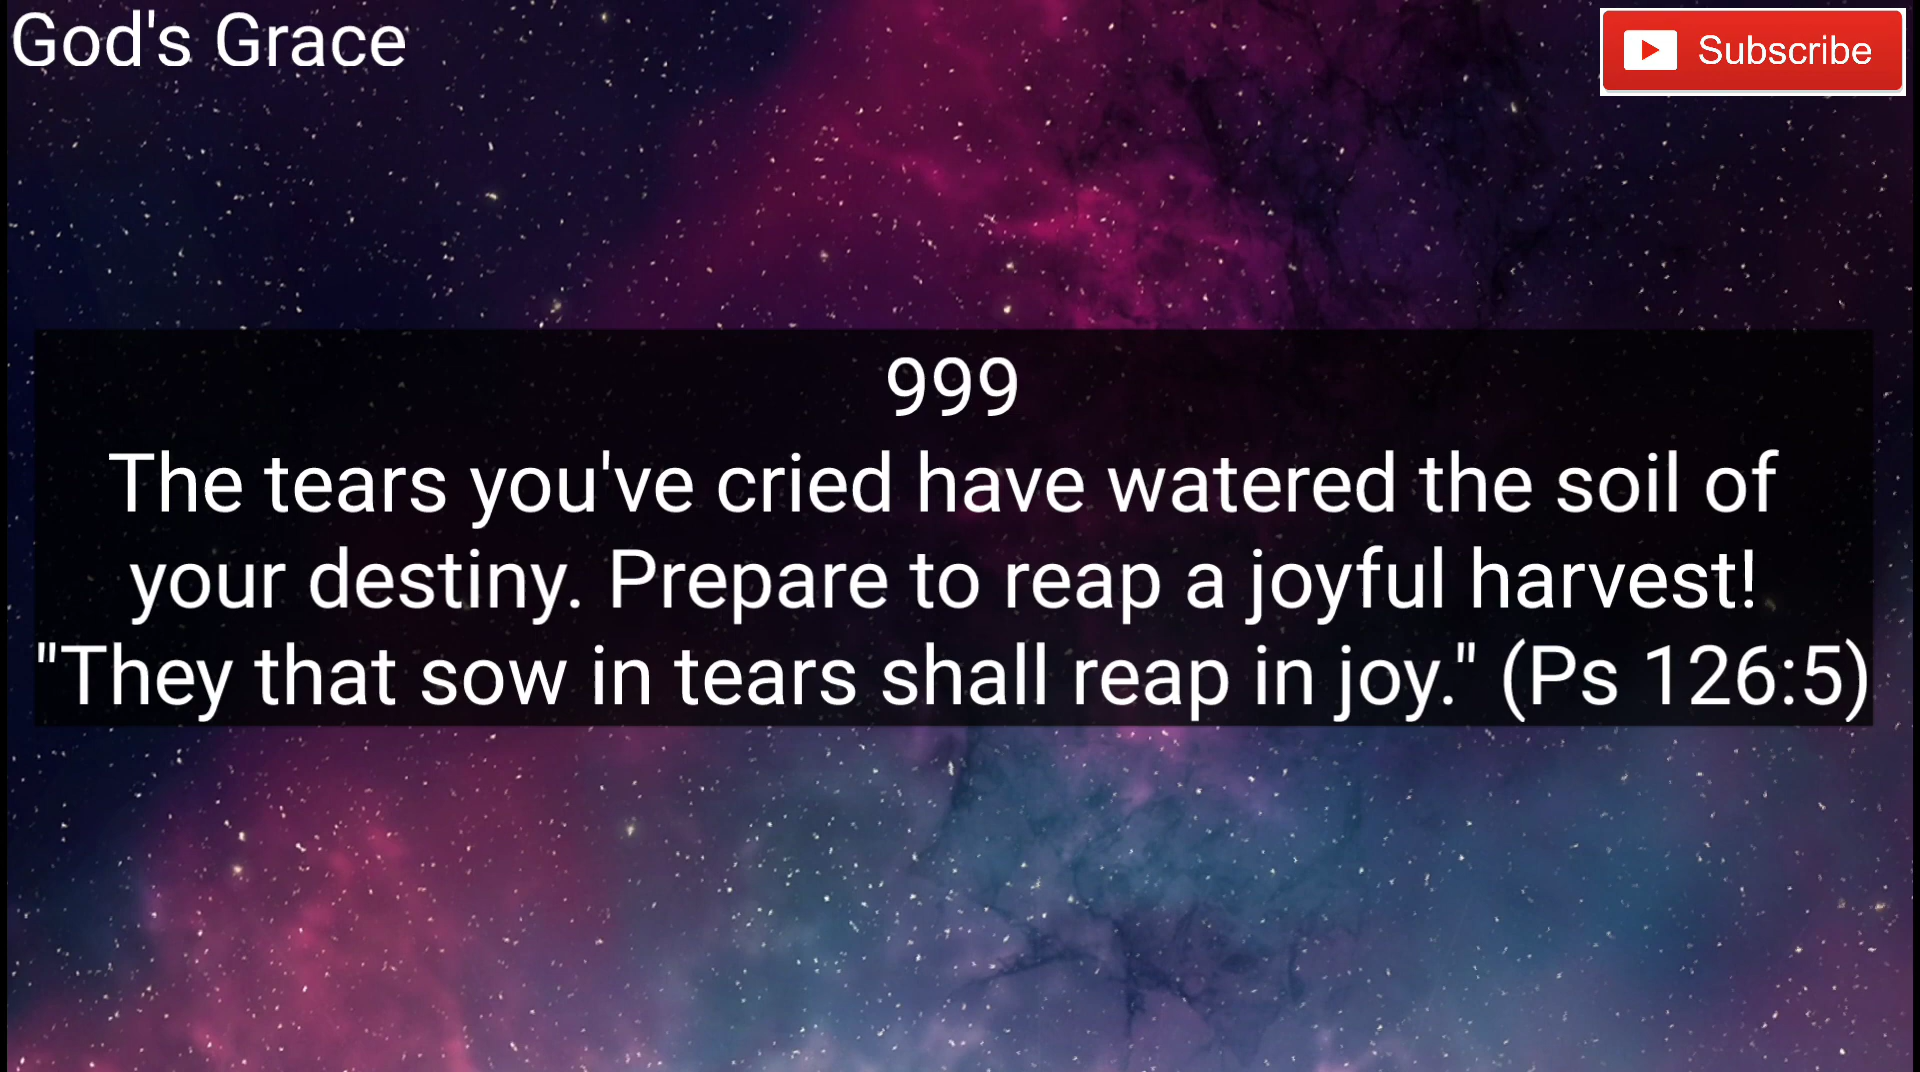 God's Grace
Subscribe
999
The tears you've cried have watered the soil of
your destiny. Prepare to reap a joyful harvest!
"They that sow in tears shall reap in joy." (Ps 126:5)